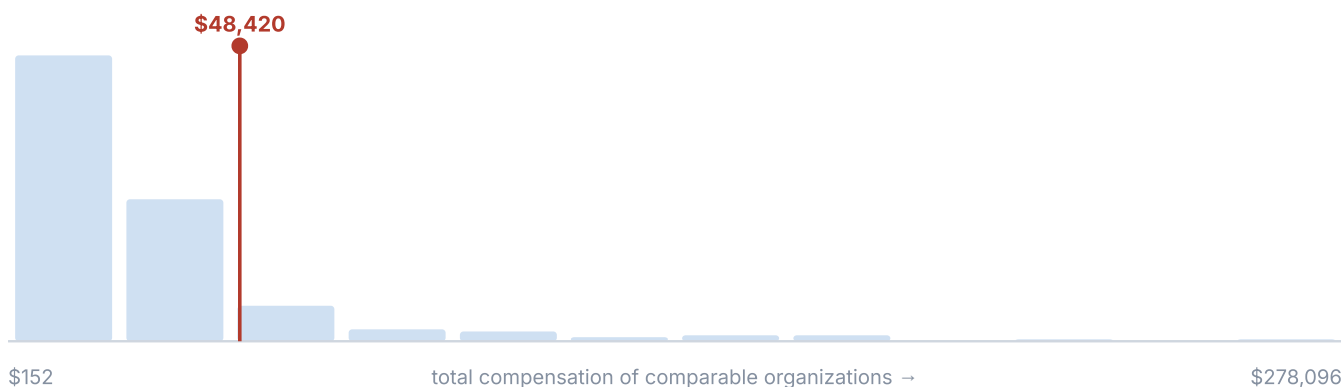 $48,420
$152
total compensation of comparable organizations →
$278,096